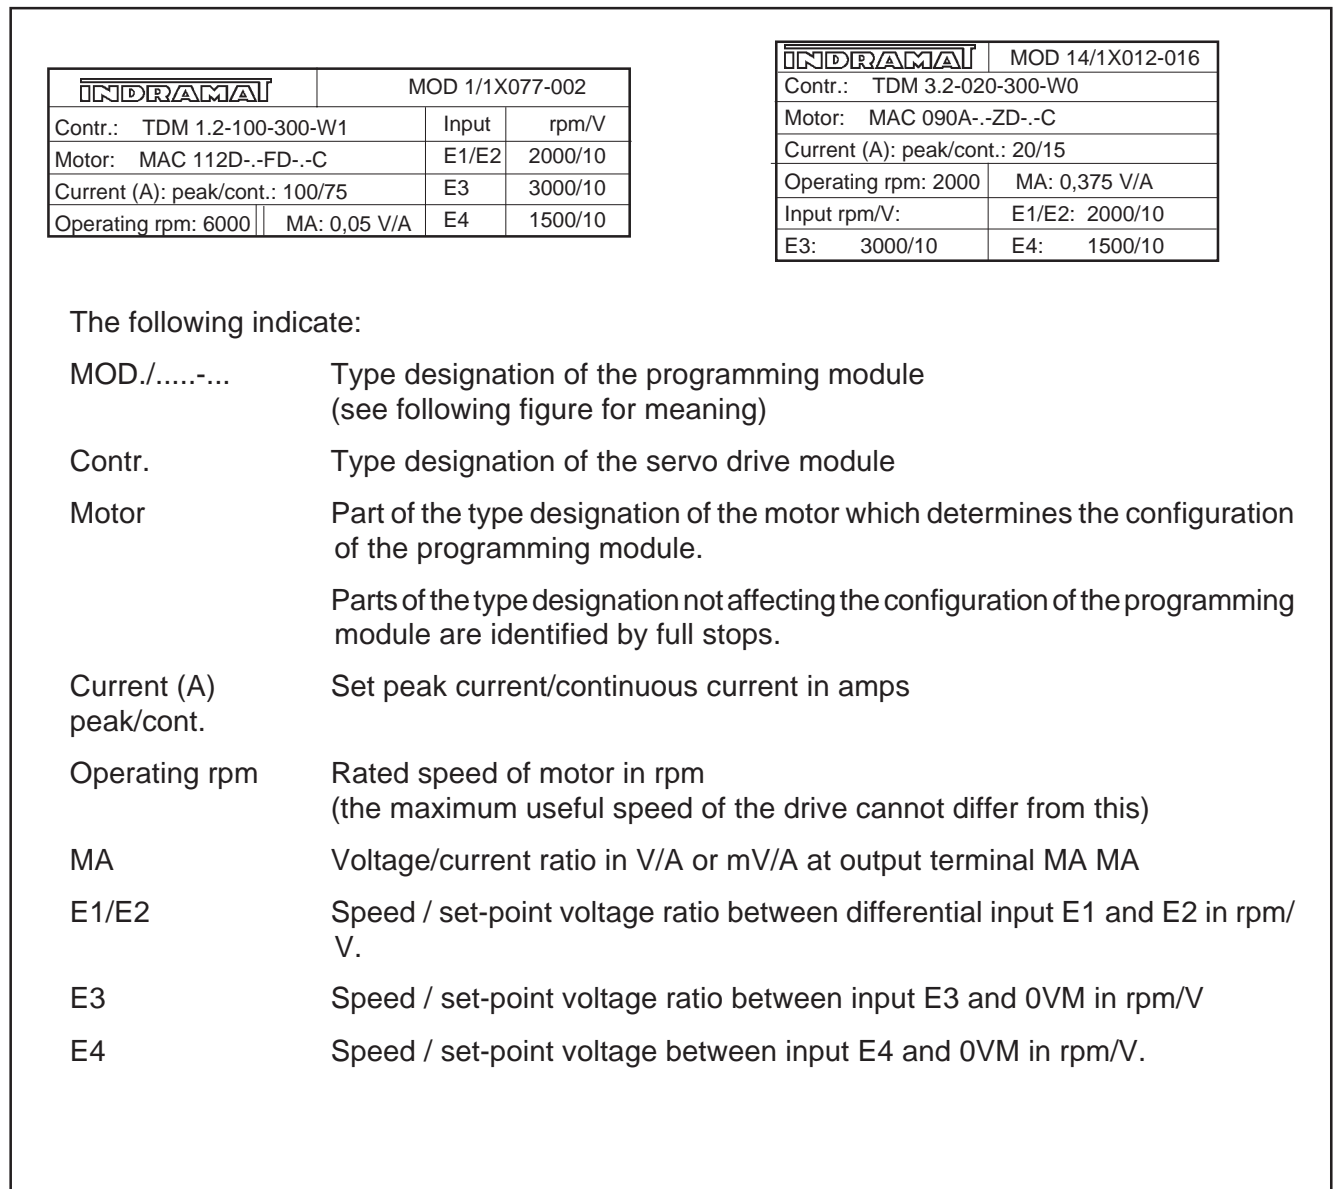 INDRAMAT MOD 1/1X077-002
Contr.: TDM 1.2-100-300-W1 Input rpm/V
Motor: MAC 112D-.-FD-.-C E1/E2 2000/10
Current (A): peak/cont.: 100/75 E3 3000/10
Operating rpm: 6000 MA: 0,05 V/A E4 1500/10
INDRAMAT MOD 14/1X012-016
Contr.: TDM 3.2-020-300-W0
Motor: MAC 090A-.-ZD-.-C
Current (A): peak/cont.: 20/15
Operating rpm: 2000 MA: 0,375 V/A
Input rpm/V: E1/E2: 2000/10
E3: 3000/10 E4: 1500/10
The following indicate:
MOD./.....-... Type designation of the programming module
(see following figure for meaning)
Contr. Type designation of the servo drive module
Motor Part of the type designation of the motor which determines the configuration
of the programming module.
Parts of the type designation not affecting the configuration of the programming
module are identified by full stops.
Current (A) Set peak current/continuous current in amps
peak/cont.
Operating rpm Rated speed of motor in rpm
(the maximum useful speed of the drive cannot differ from this)
MA Voltage/current ratio in V/A or mV/A at output terminal MA MA
E1/E2 Speed / set-point voltage ratio between differential input E1 and E2 in rpm/
V.
E3 Speed / set-point voltage ratio between input E3 and 0VM in rpm/V
E4 Speed / set-point voltage between input E4 and 0VM in rpm/V.